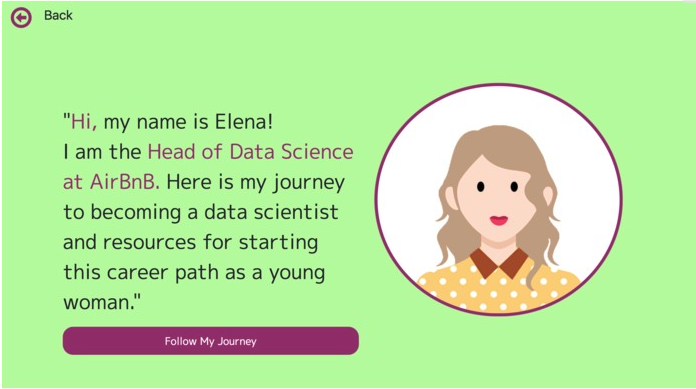 Back
"Hi, my name is Elena!
I am the Head of Data Science
at AirBnB. Here is my journey
to becoming a data scientist
and resources for starting
this career path as a young
woman."
Follow My Journey